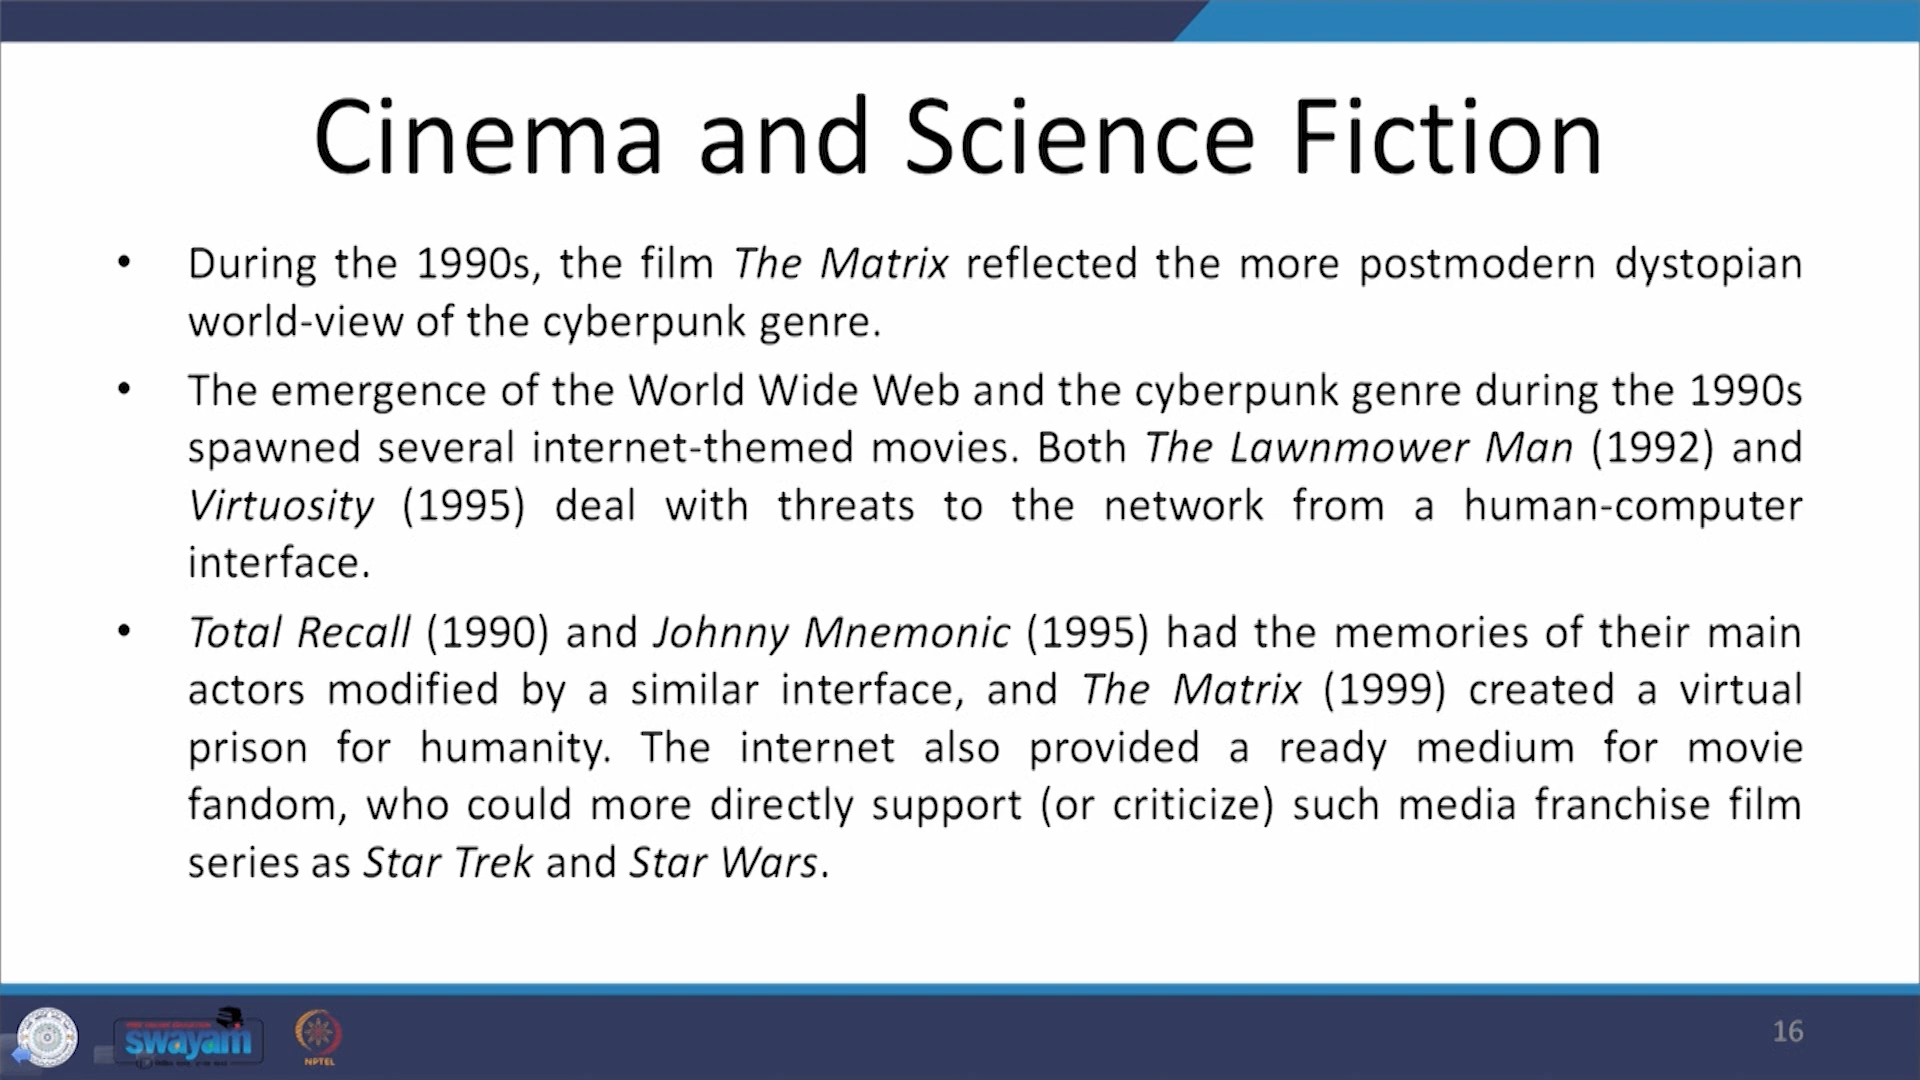 Cinema and Science Fiction
• During the 1990s, the film The Matrix reflected the more postmodern dystopian
world-view of the cyberpunk genre.
• The emergence of the World Wide Web and the cyberpunk genre during the 1990s
spawned several internet-themed movies. Both The Lawnmower Man (1992) and
Virtuosity (1995) deal with threats to the network from a human-computer
interface.
• Total Recall (1990) and Johnny Mnemonic (1995) had the memories of their main
actors modified by a similar interface, and The Matrix (1999) created a virtual
prison for humanity. The internet also provided a ready medium for movie
fandom, who could more directly support (or criticize) such media franchise film
series as Star Trek and Star Wars.
swayam
NPTEL
16